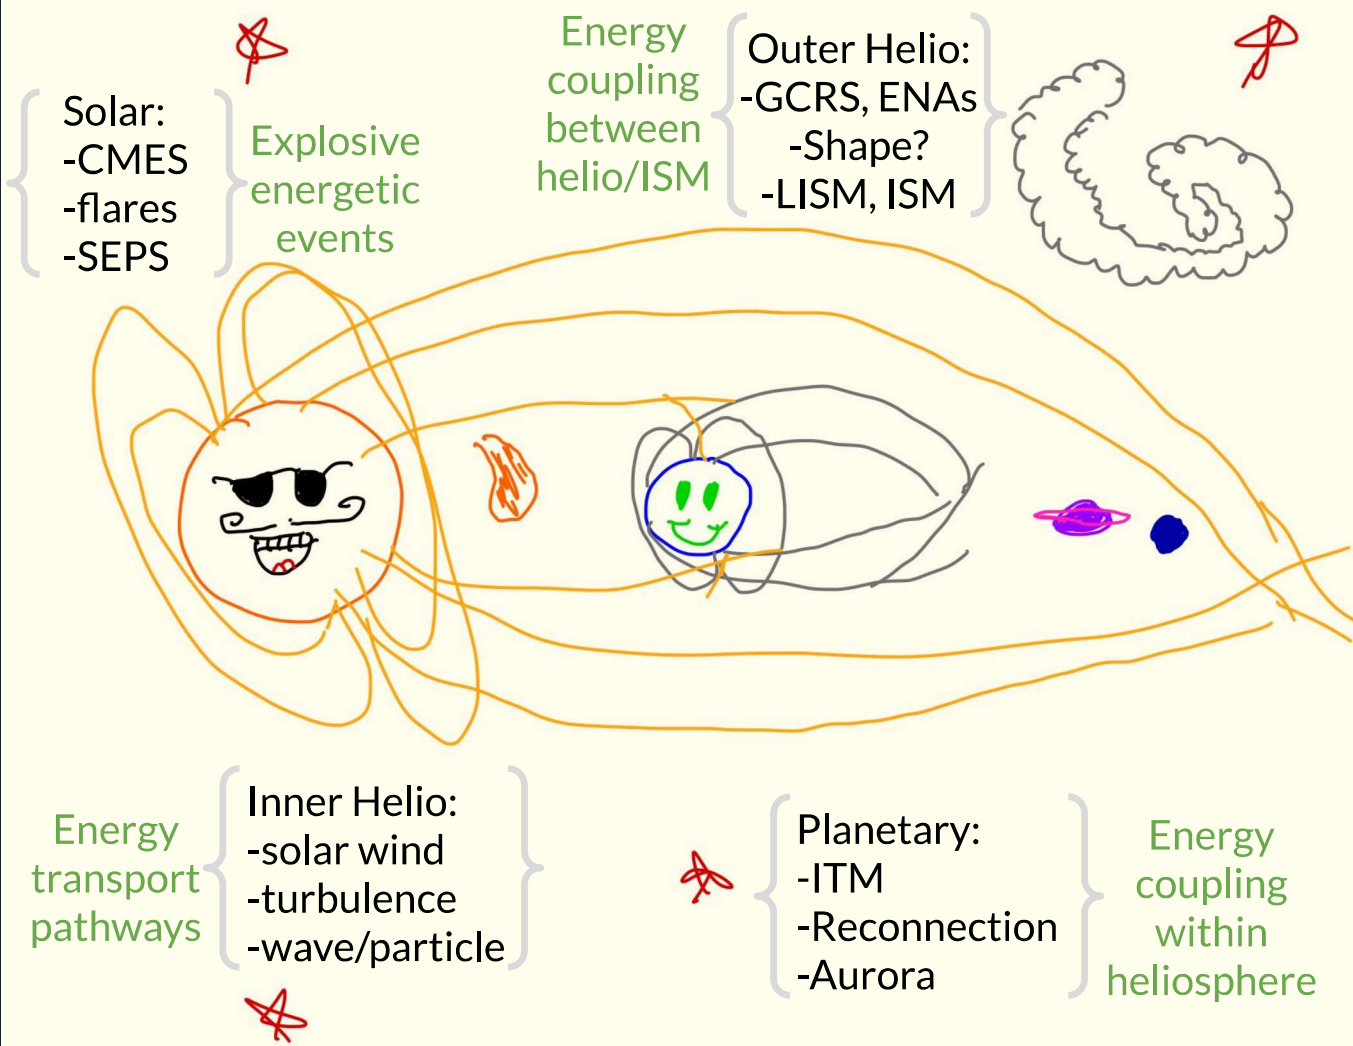 Solar:
-CMES
-flares
-SEPS
Explosive
energetic
events
Energy
coupling
between
helio/ISM
Outer Helio:
-GCRS, ENAs
-Shape?
-LISM, ISM
Energy
transport
pathways
Inner Helio:
-solar wind
-turbulence
-wave/particle
Planetary:
-ITM
-Reconnection
-Aurora
Energy
coupling
within
heliosphere